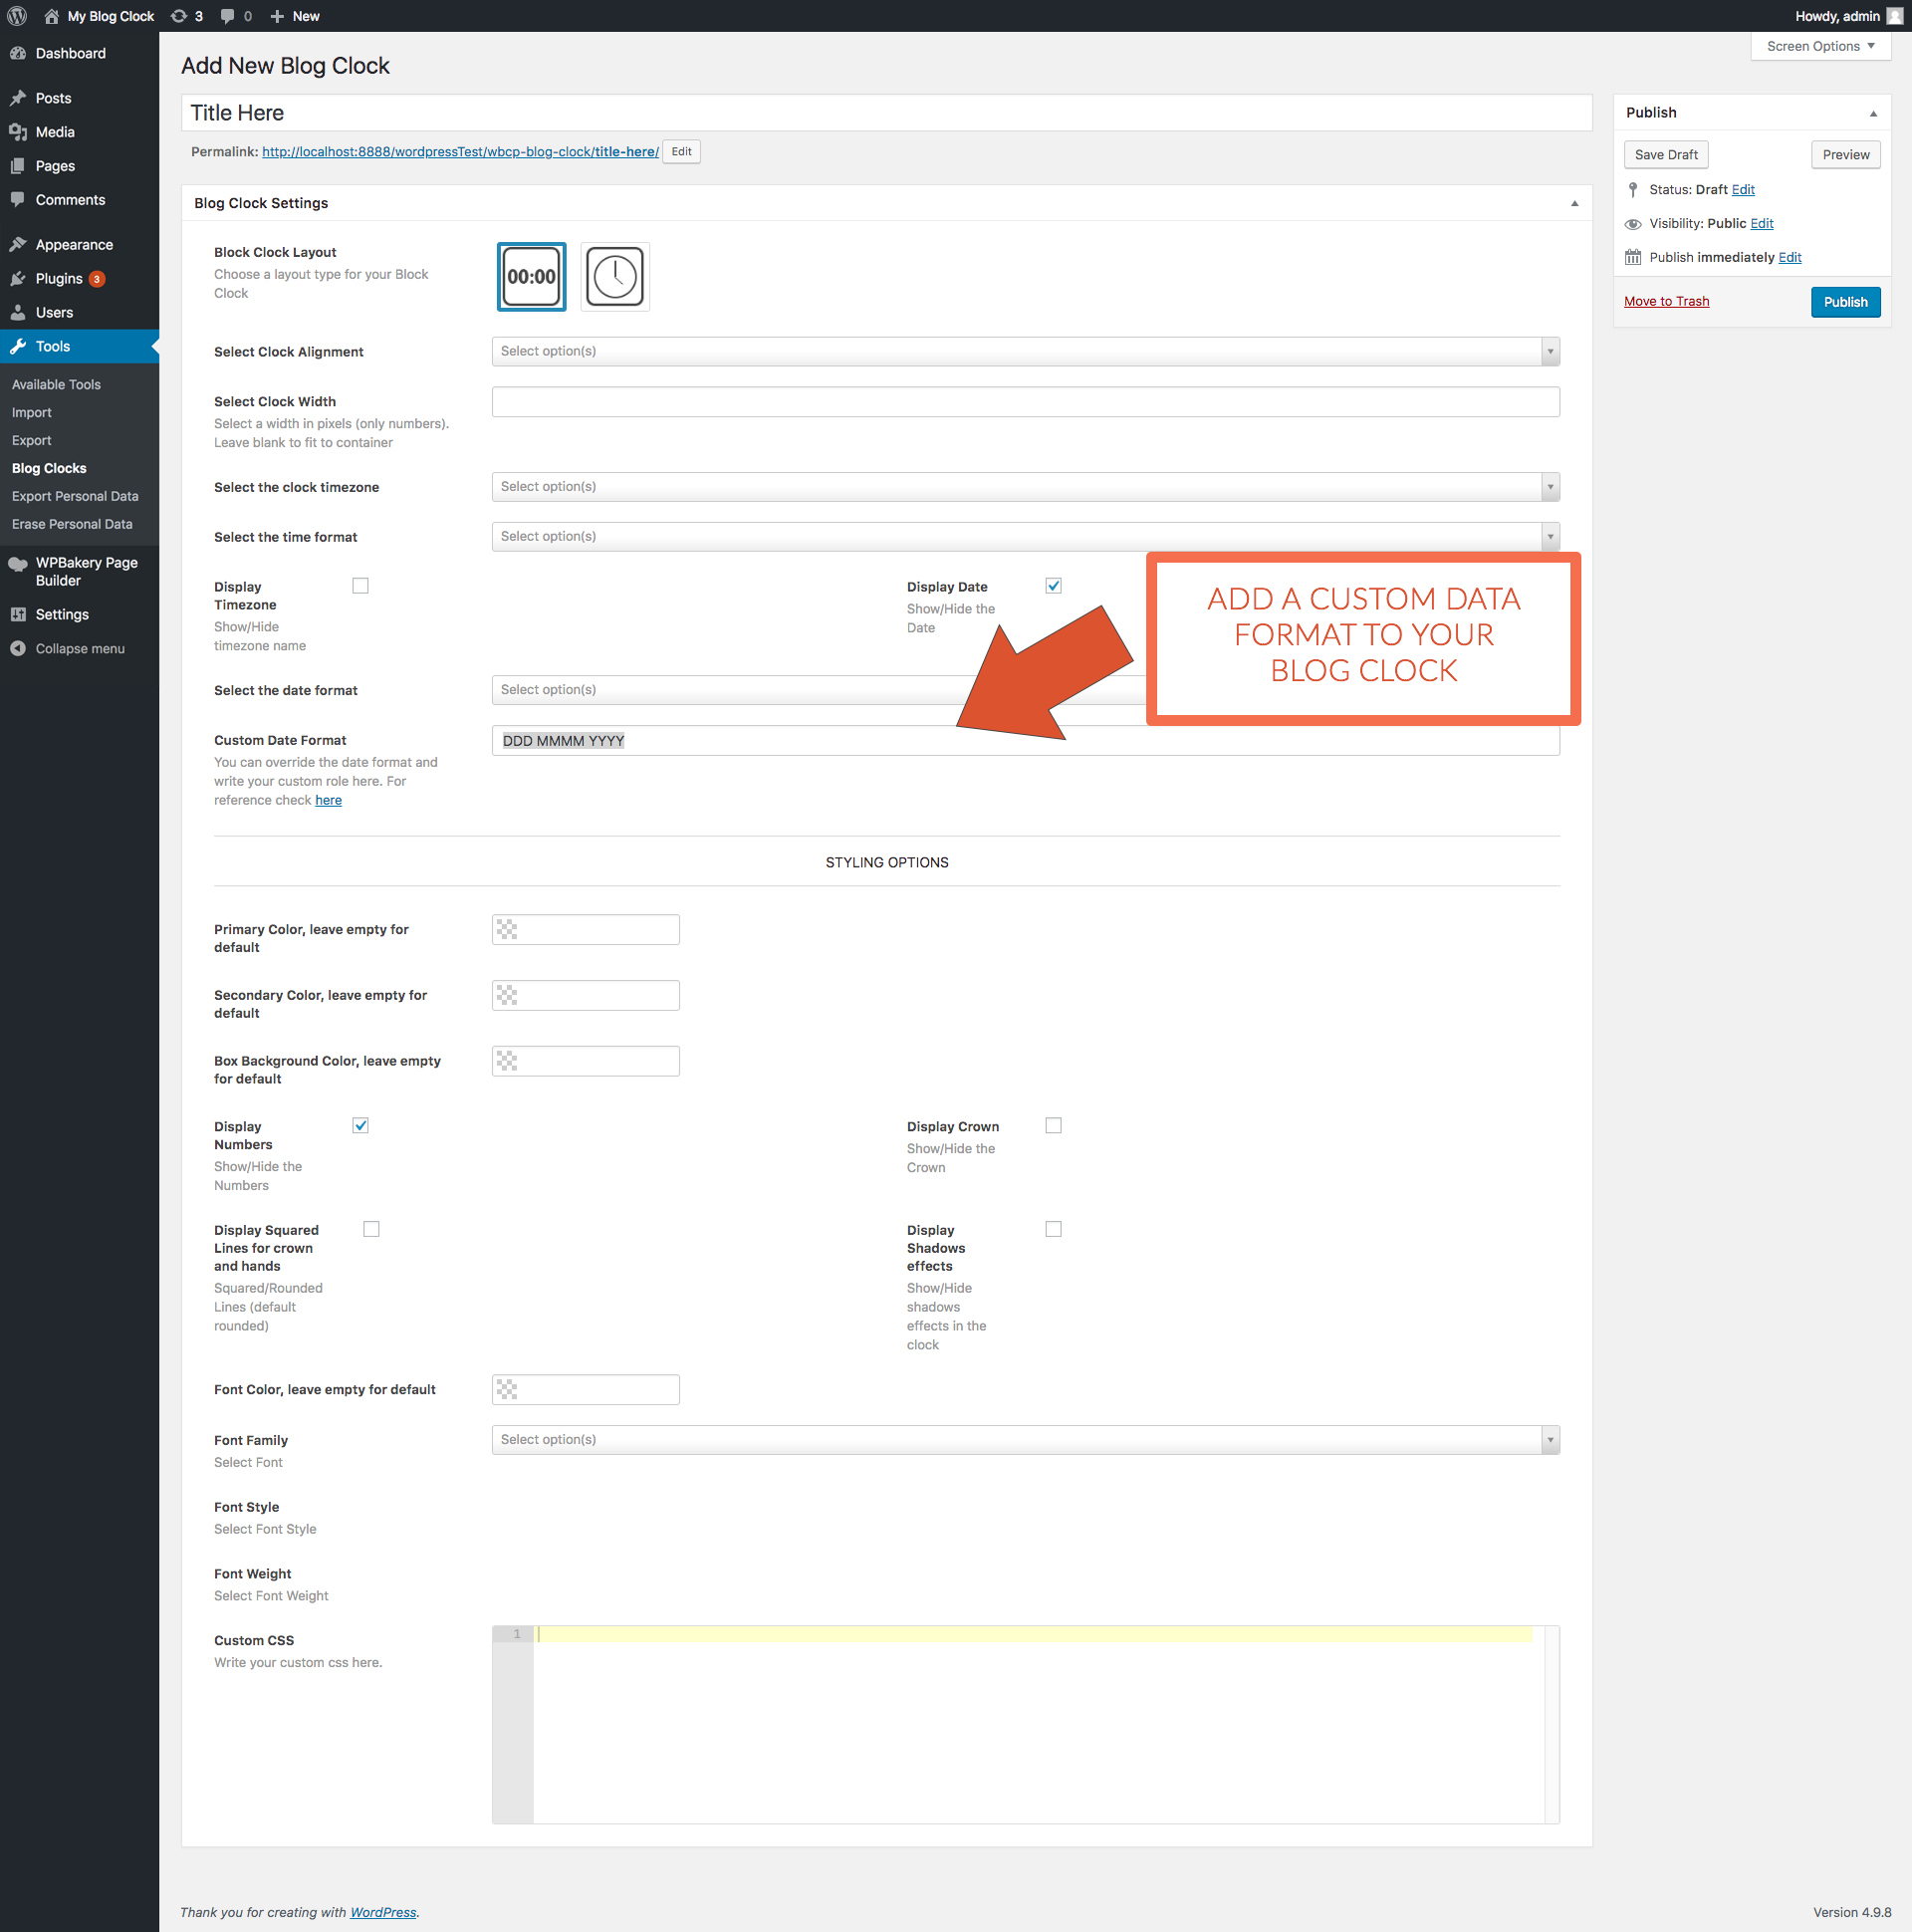 My Blog Clock 3 0 New
Howdy, admin
Dashboard
Posts
Media
Pages
Comments
Appearance
Plugins 3
Users
Tools
Available Tools
Import
Export
Blog Clocks
Export Personal Data
Erase Personal Data
WPBakery Page
Builder
Settings
Collapse menu
Screen Options
Add New Blog Clock
Title Here
Permalink: http://localhost:8888/wordpressTest/wbcp-blog-clock/title-here/ Edit
Blog Clock Settings
Block Clock Layout
Choose a layout type for your Block
Clock
00:00
Select Clock Alignment
Select option(s)
Select Clock Width
Select a width in pixels (only numbers).
Leave blank to fit to container
Select the clock timezone
Select option(s)
Select the time format
Select option(s)
Display
Timezone
Show/Hide
timezone name
Display Date
Show/Hide the
Date
ADD A CUSTOM DATA
FORMAT TO YOUR
BLOG CLOCK
Select the date format
Select option(s)
Custom Date Format
You can override the date format and
write your custom role here. For
reference check here
DDD MMMM YYYY
STYLING OPTIONS
Primary Color, leave empty for
default
Secondary Color, leave empty for
default
Box Background Color, leave empty
for default
Display
Numbers
Show/Hide the
Numbers
Display Crown
Show/Hide the
Crown
Display Squared
Lines for crown
and hands
Squared/Rounded
Lines (default
rounded)
Display
Shadows
effects
Show/Hide
shadows
effects in the
clock
Font Color, leave empty for default
Font Family
Select Font
Select option(s)
Font Style
Select Font Style
Font Weight
Select Font Weight
Custom CSS
Write your custom css here.
1
Publish
Save Draft
Preview
Status: Draft Edit
Visibility: Public Edit
Publish immediately Edit
Move to Trash
Publish
Thank you for creating with WordPress.
Version 4.9.8